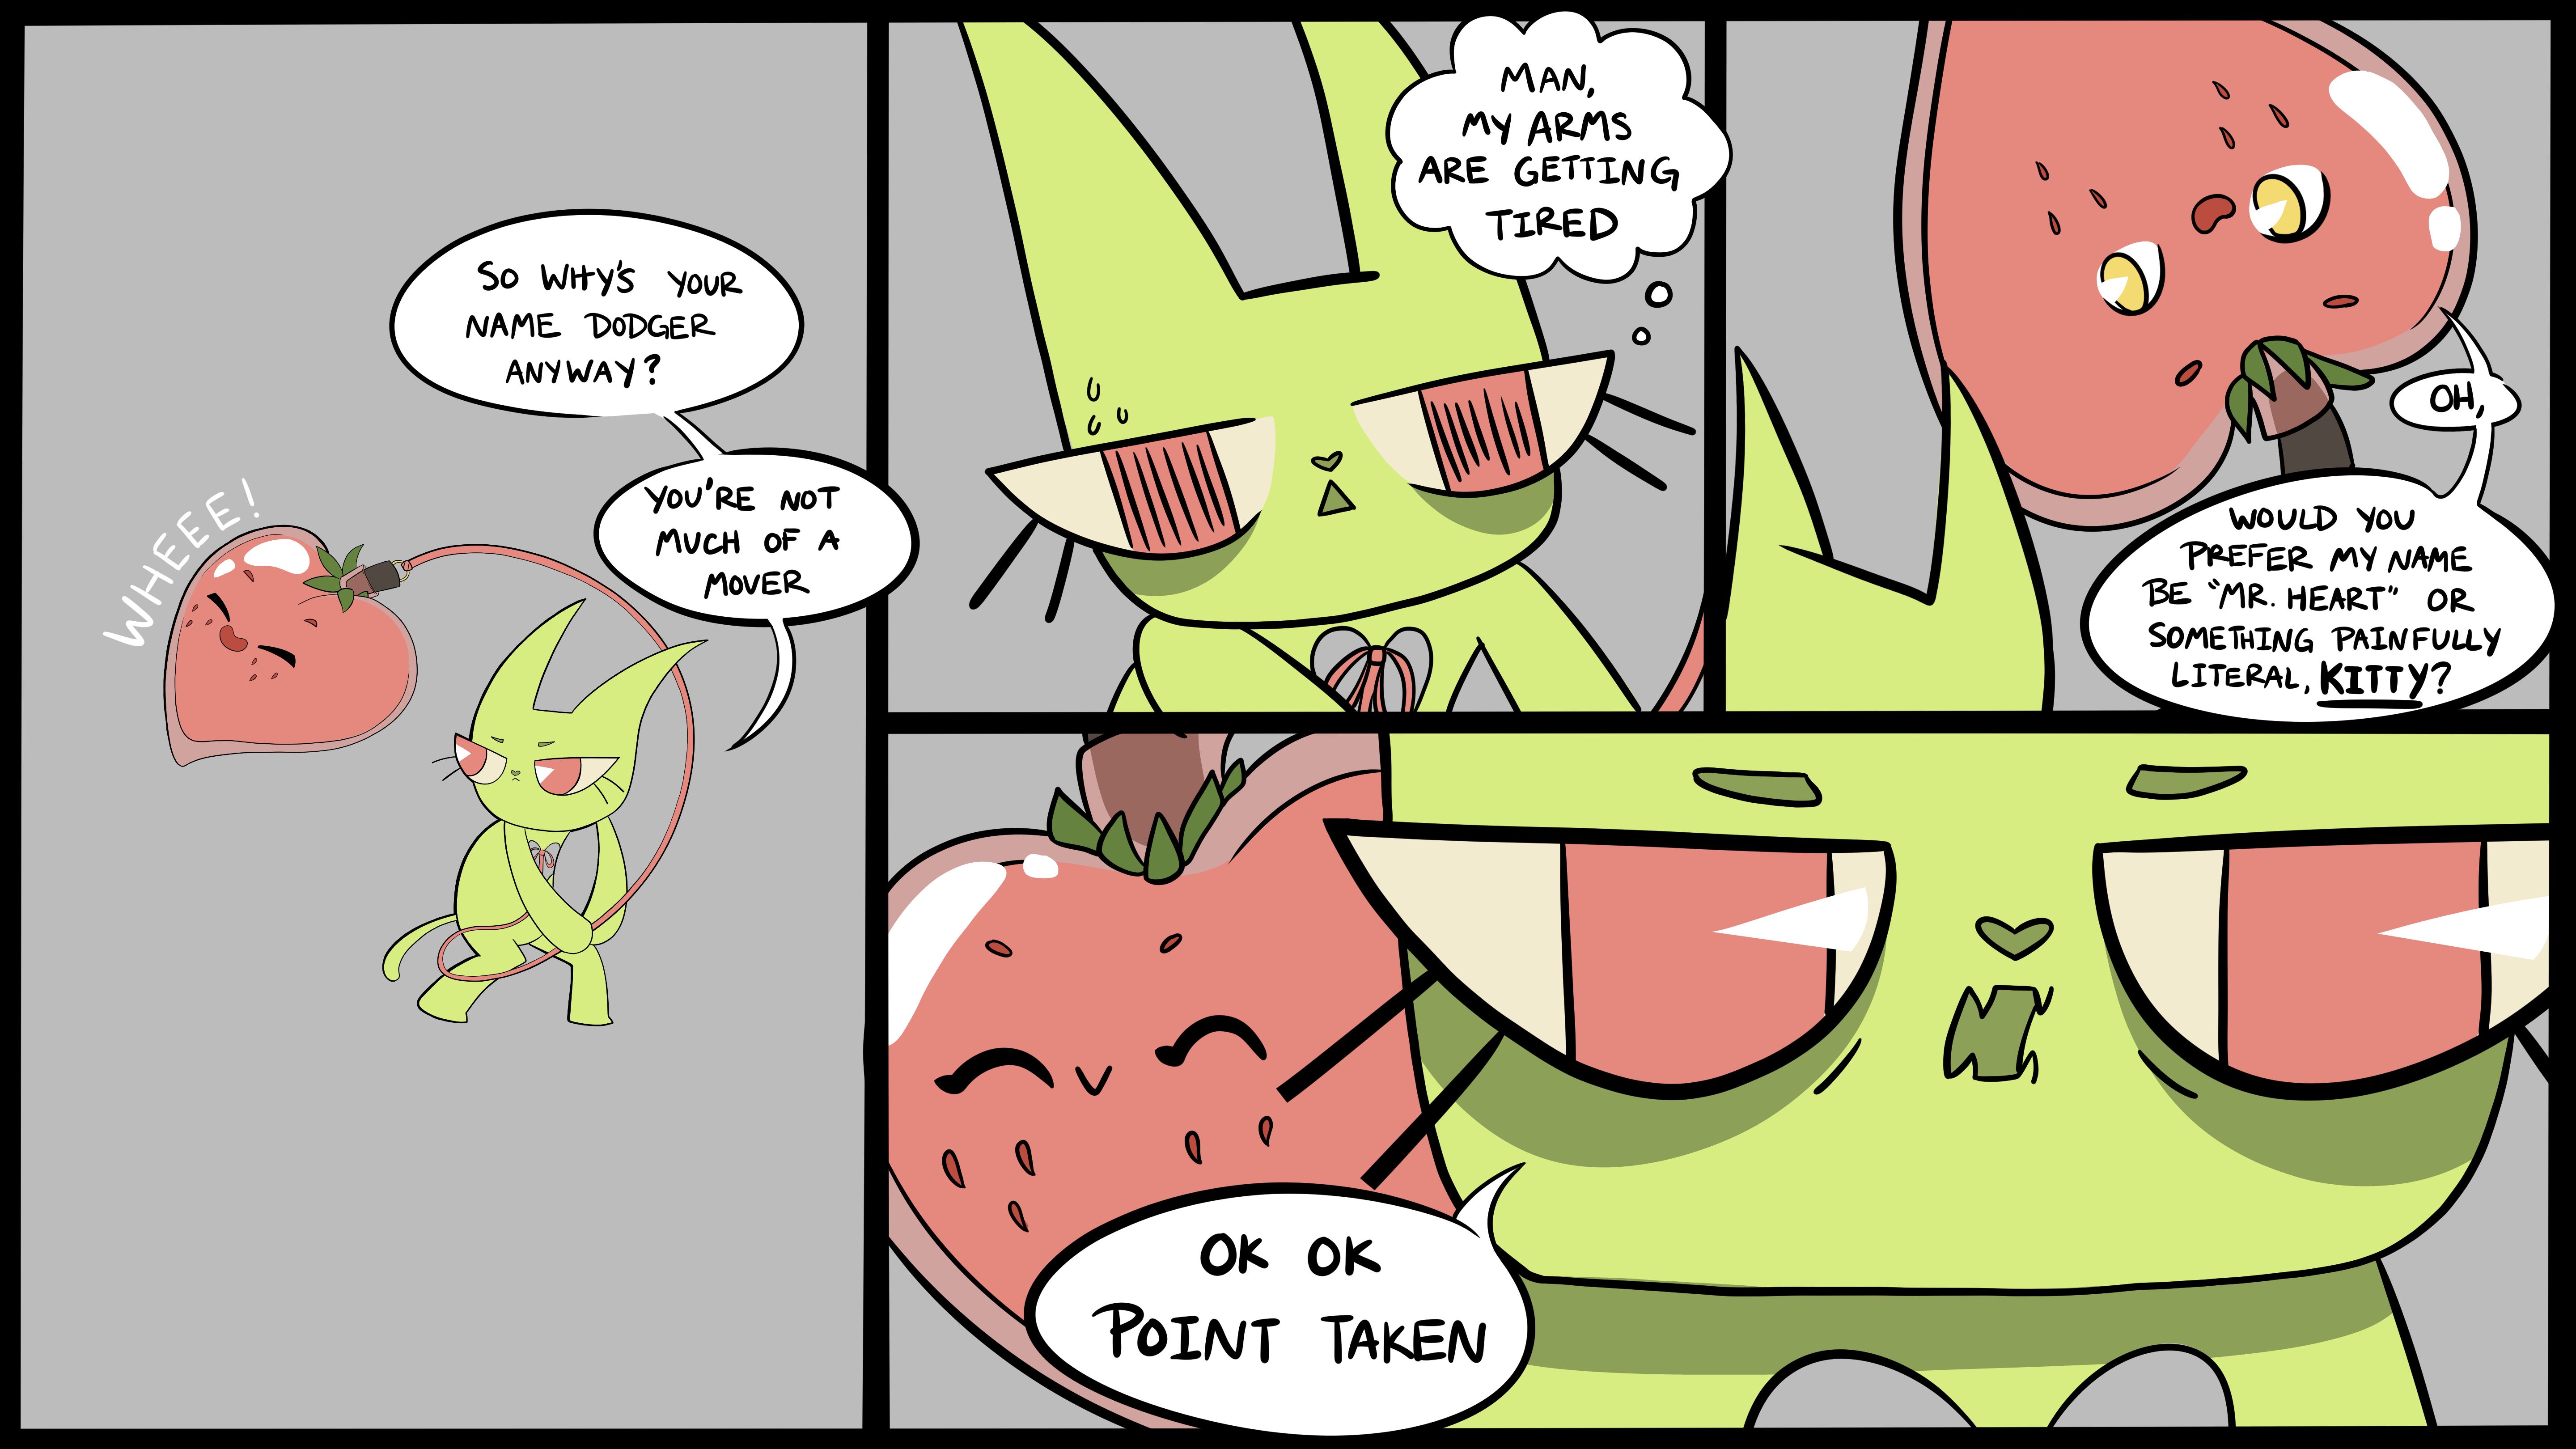 SO WHY'S YOUR
NAME DODGER
ANYWAY?
YOU'RE NOT
MUCH OF A
MOVER
WHEEE!
MAN,
MY ARMS
ARE GETTING
TIRED
OH,
WOULD YOU
PREFER MY NAME
BE "MR. HEART" OR
SOMETHING PAINFULLY
LITERAL, KITTY?
OK OK
POINT TAKEN